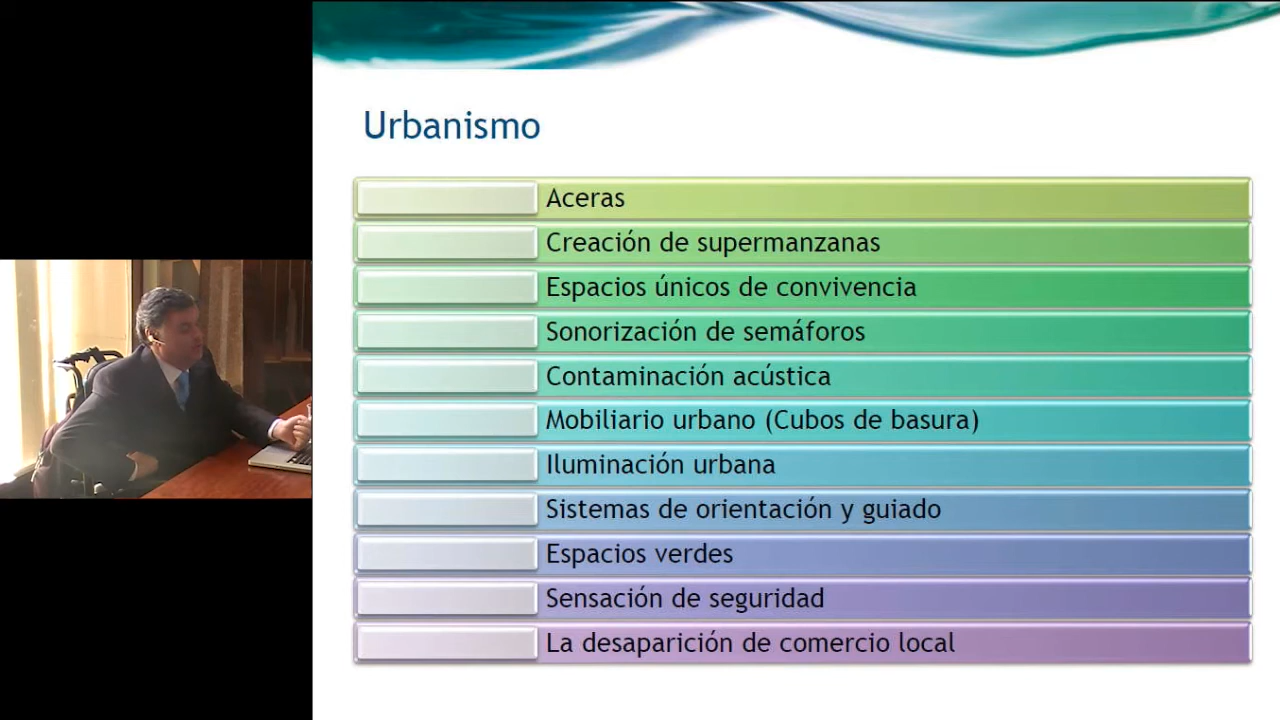 Urbanismo
Aceras
Creación de supermanzanas
Espacios únicos de convivencia
Sonorización de semáforos
Contaminación acústica
Mobiliario urbano (Cubos de basura)
Iluminación urbana
Sistemas de orientación y guiado
Espacios verdes
Sensación de seguridad
La desaparición de comercio local